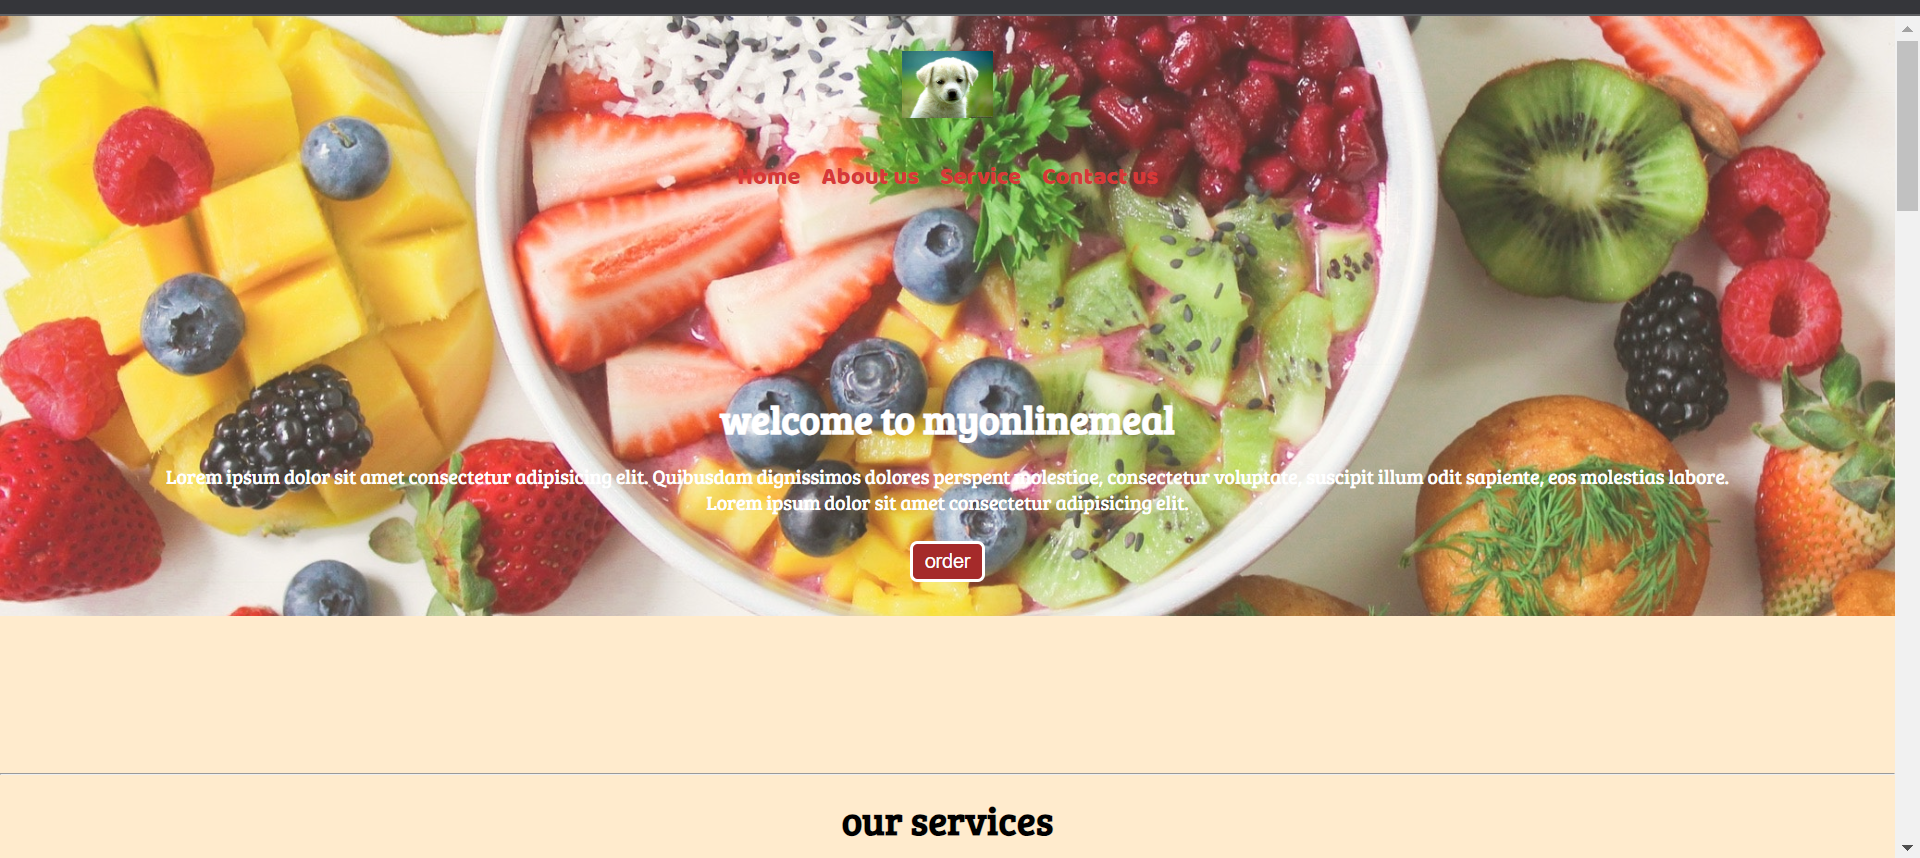 Home About us Service Contact us
welcome to myonlinemeal
Lorem ipsum dolor sit amet consectetur adipisicing elit. Quibusdam dignissimos dolores perspent molestiae, consectetur voluptate, suscipit illum odit sapiente, eos molestias labore.
Lorem ipsum dolor sit amet consectetur adipisicing elit.
order
our services